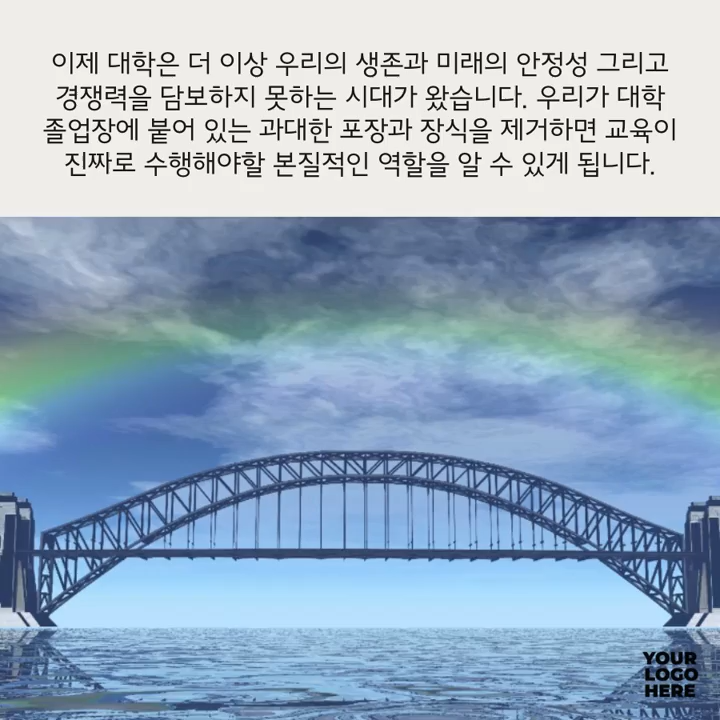 이제 대학은 더 이상 우리의 생존과 미래의 안정성 그리고
경쟁력을 담보하지 못하는 시대가 왔습니다. 우리가 대학
졸업장에 붙어 있는 과대한 포장과 장식을 제거하면 교육이
진짜로 수행해야할 본질적인 역할을 알 수 있게 됩니다.
YOUR
LOGO
HERE